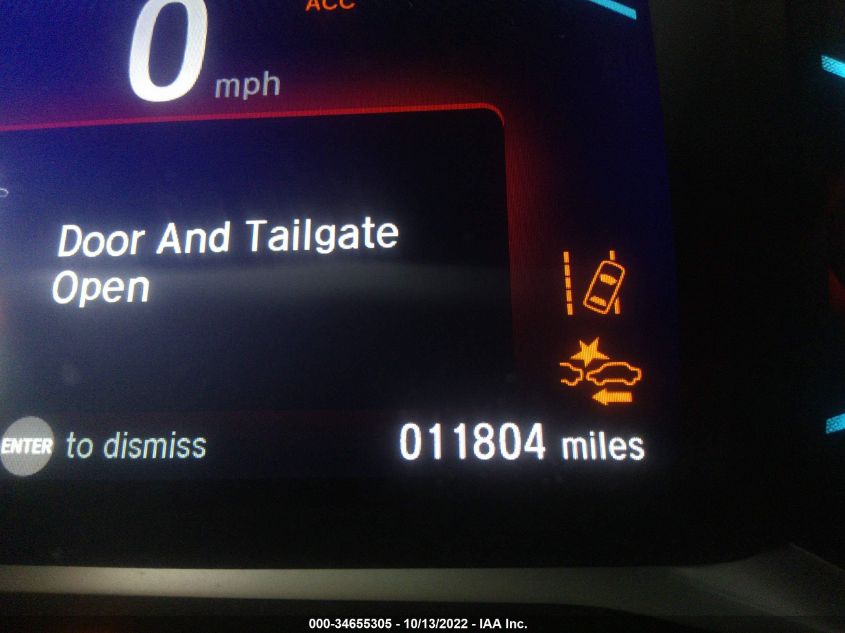 ACC
0 mph
Door And Tailgate
Open
ENTER to dismiss
011804 miles
000-34655305 - 10/13/2022 - IAA Inc.